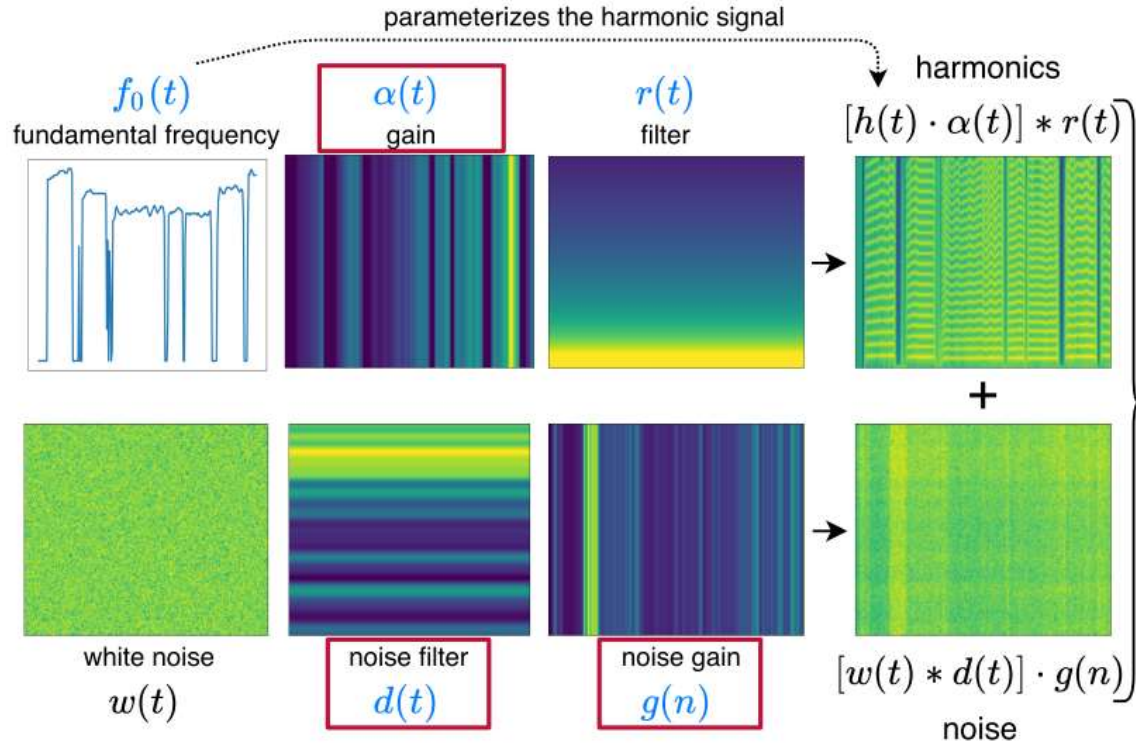 parameterizes the harmonic signal
f₀(t)
fundamental frequency
α(t)
gain
r(t)
filter
harmonics
[h(t) · α(t)] * r(t)
+
white noise
w(t)
noise filter
d(t)
noise gain
g(n)
[w(t) * d(t)] · g(n)
noise